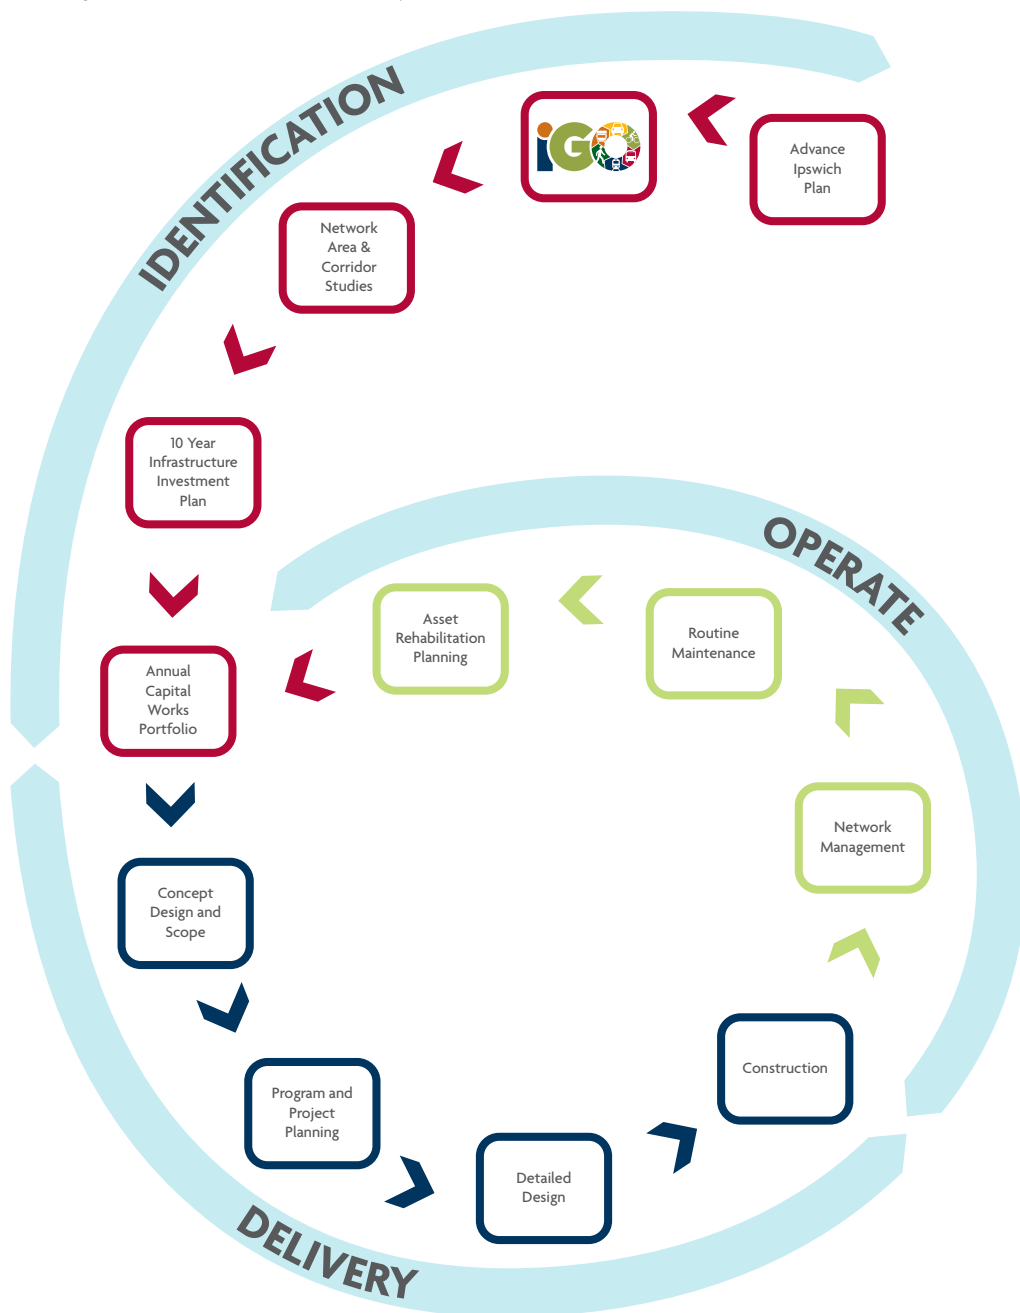 IDENTIFICATION
iGO
Advance
Ipswich
Plan
Network
Area &
Corridor
Studies
10 Year
Infrastructure
Investment
Plan
OPERATE
Asset
Rehabilitation
Planning
Routine
Maintenance
Annual
Capital
Works
Portfolio
Network
Management
Concept
Design and
Scope
Construction
Program and
Project
Planning
Detailed
Design
DELIVERY